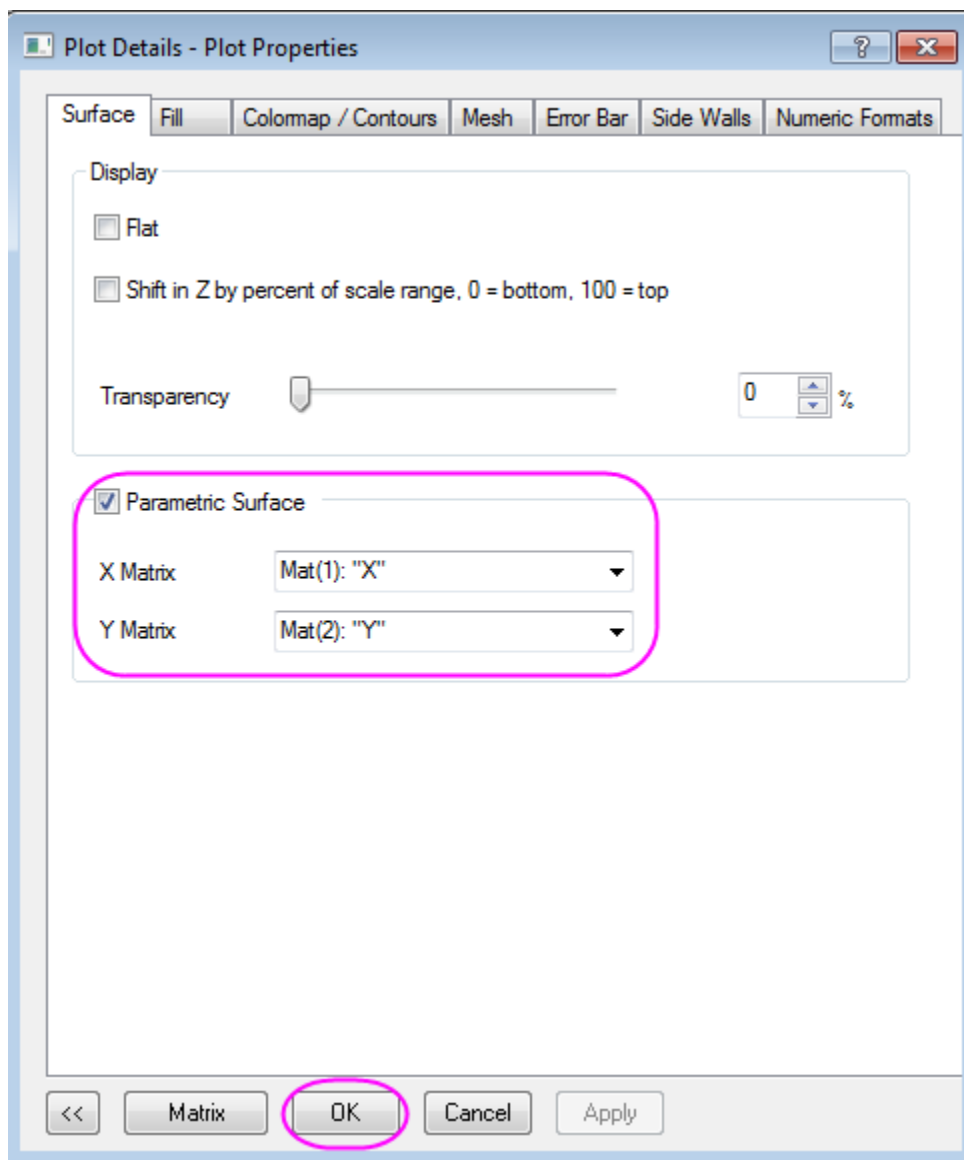 Plot Details - Plot Properties
?
Surface Fill Colormap / Contours Mesh Error Bar Side Walls Numeric Formats
Display
Flat
Shift in Z by percent of scale range, 0 = bottom, 100 = top
Transparency 0 %
Parametric Surface
X Matrix Mat(1): "X"
Y Matrix Mat(2): "Y"
<< Matrix OK Cancel Apply